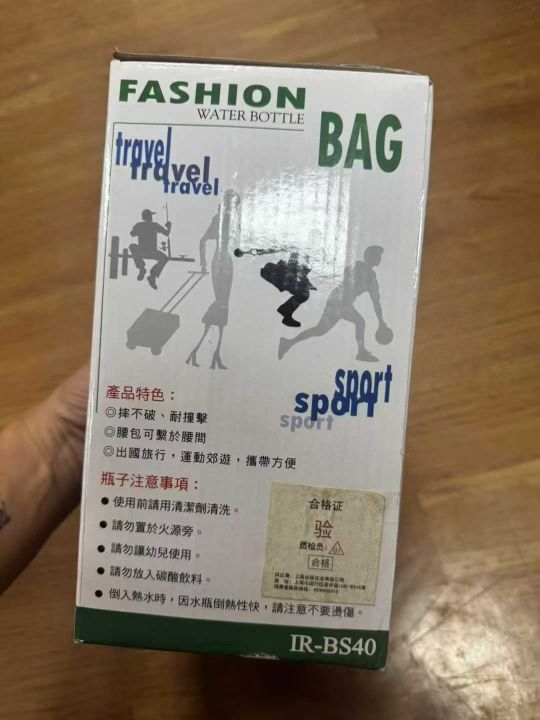 FASHION
WATER BOTTLE
BAG
travel
travel
travel
sport
sport
sport
產品特色：
◎摔不破、耐撞擊
◎腰包可繫於腰間
◎出國旅行，運動郊遊，攜帶方便
瓶子注意事項：
● 使用前請用清潔劑清洗。
● 請勿置於火源旁。
● 請勿讓幼兒使用。
● 請勿放入碳酸飲料。
● 倒入熱水時，因水瓶倒熱性快，請注意不要燙傷。
合格证
验
质检员：
合格
IR-BS40